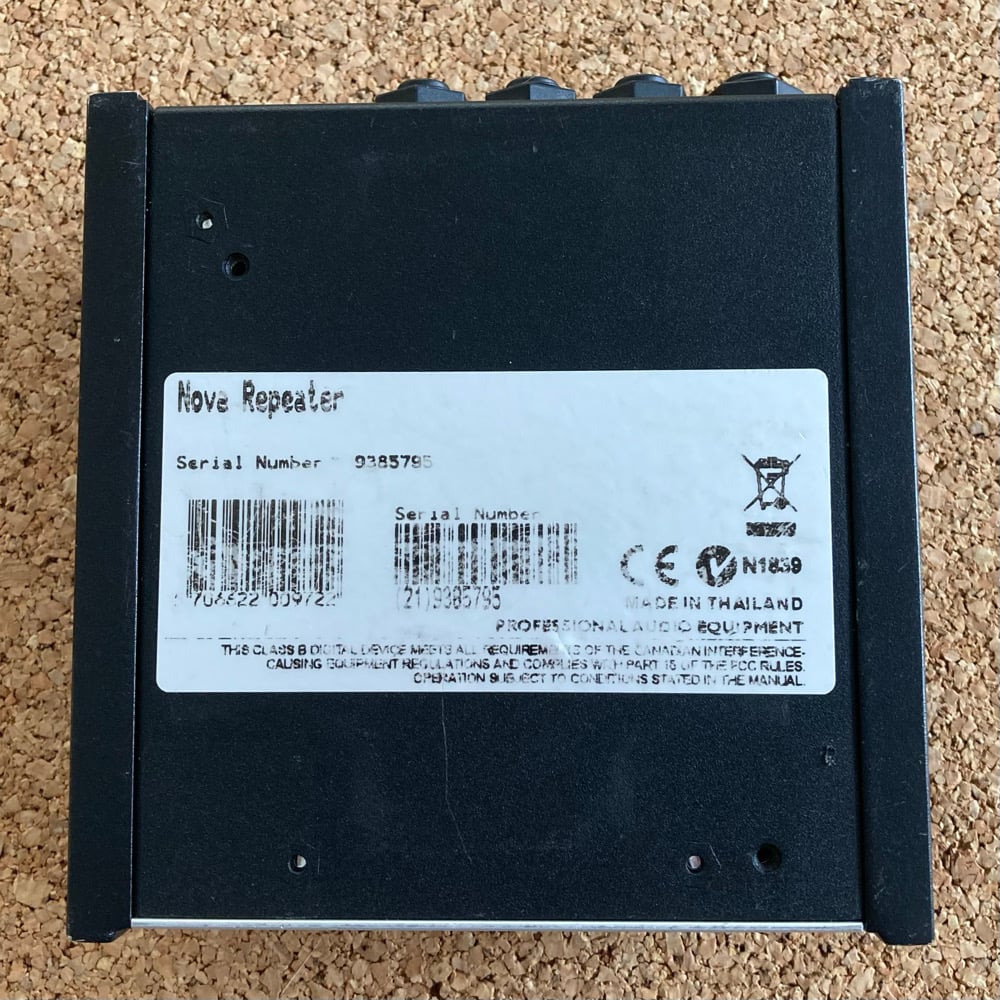 Nova Repeater
Serial Number 9385795
Serial Number
(21)9385795
CE N1839
MADE IN THAILAND
PROFESSIONAL AUDIO EQUIPMENT
THIS CLASS B DIGITAL DEVICE MEETS ALL REQUIREMENTS OF THE CANADIAN INTERFERENCE-
CAUSING EQUIPMENT REGULATIONS AND COMPLIES WITH PART 15 OF THE FCC RULES.
OPERATION SUBJECT TO CONDITIONS STATED IN THE MANUAL.